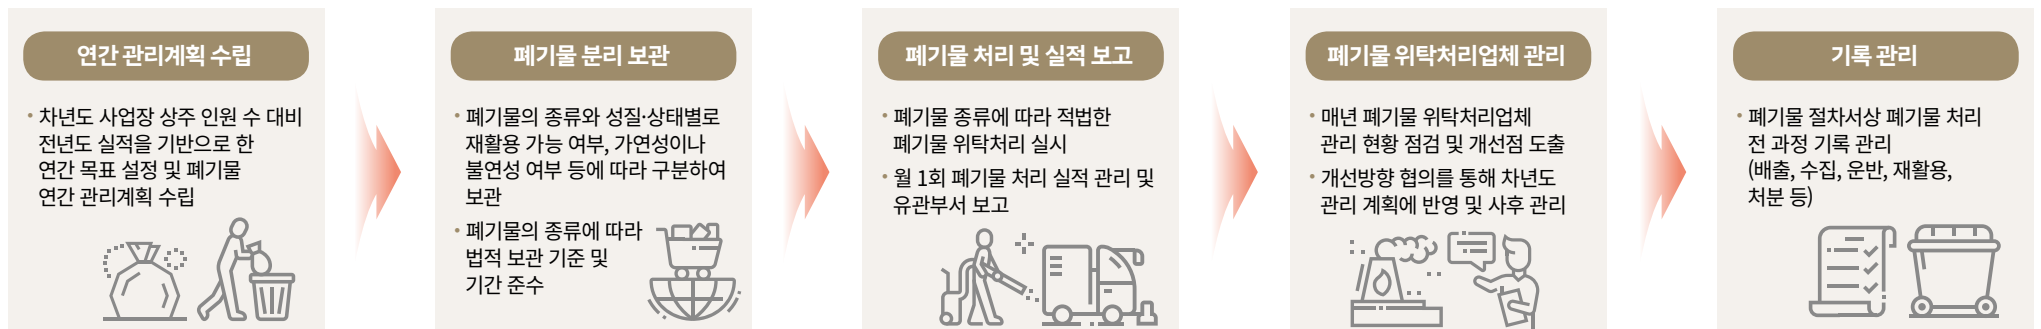 연간 관리계획 수립
• 차년도 사업장 상주 인원 수 대비
전년도 실적을 기반으로 한
연간 목표 설정 및 폐기물
연간 관리계획 수립
폐기물 분리 보관
• 폐기물의 종류와 성질·상태별로
재활용 가능 여부, 가연성이나
불연성 여부 등에 따라 구분하여
보관
• 폐기물의 종류에 따라
법적 보관 기준 및
기간 준수
폐기물 처리 및 실적 보고
• 폐기물 종류에 따라 적법한
폐기물 위탁처리 실시
• 월 1회 폐기물 처리 실적 관리 및
유관부서 보고
폐기물 위탁처리업체 관리
• 매년 폐기물 위탁처리업체
관리 현황 점검 및 개선점 도출
• 개선방향 협의를 통해 차년도
관리 계획에 반영 및 사후 관리
기록 관리
• 폐기물 절차서상 폐기물 처리
전 과정 기록 관리
(배출, 수집, 운반, 재활용,
처분 등)